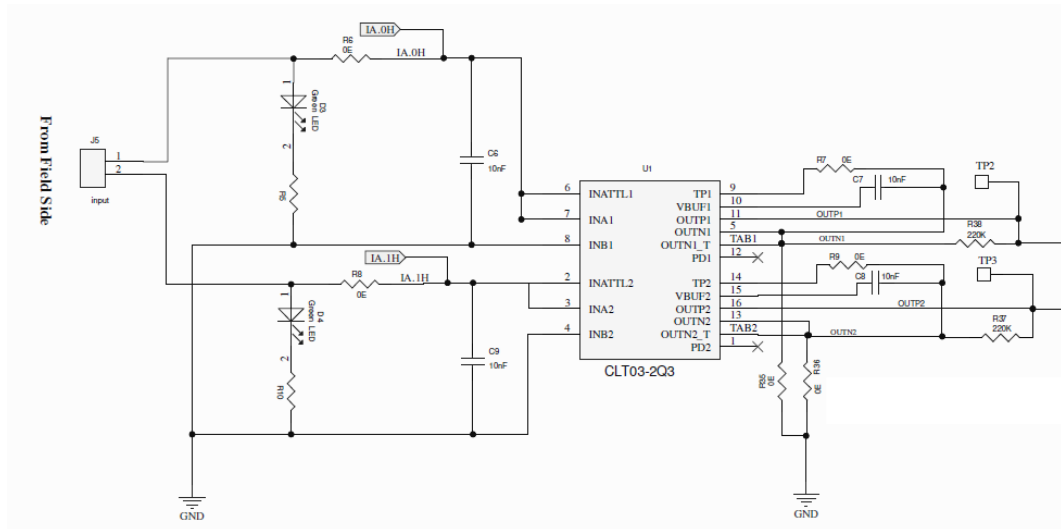 From Field Side
J5
1
2
input
IA.0H
R6
0E
IA.0H
1
D3
Green LED
2
R5
C6
10nF
IA.1H
R8
0E
IA.1H
1
D4
Green LED
2
R10
C9
10nF
GND
U1
6 INATTL1
7 INA1
8 INB1
2 INATTL2
3 INA2
4 INB2
TP1 9
VBUF1 10
OUTP1 11
OUTN1 5
OUTN1_T TAB1
PD1 12
TP2 14
VBUF2 15
OUTP2 16
OUTN2 13
OUTN2_T TAB2
PD2 1
CLT03-2Q3
R7 0E
C7 10nF
OUTP1
OUTN1
R38
220K
TP2
R9 0E
C8 10nF
OUTP2
OUTN2
R37
220K
TP3
R35
0E
R36
0E
GND